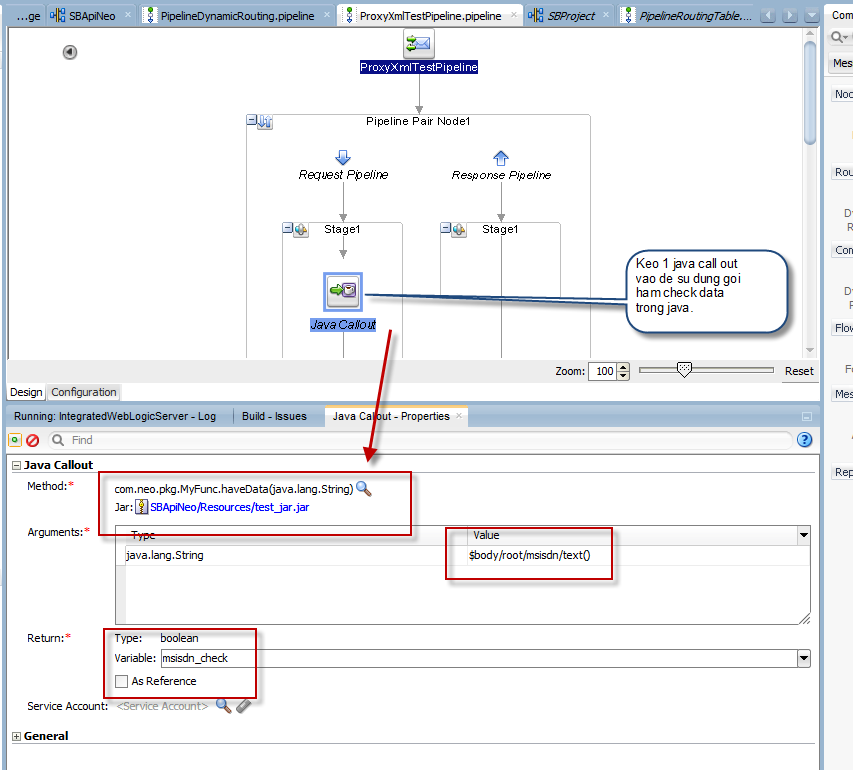 ...ge
SBApiNeo
PipelineDynamicRouting.pipeline
ProxyXmlTestPipeline.pipeline
SBProject
PipelineRoutingTable....
Com
Mes
Noc
Rou
D
R
Con
D
R
Flov
F
Mes
Rep
ProxyXmlTestPipeline
Pipeline Pair Node1
Request Pipeline
Response Pipeline
Stage1
Stage1
Java Callout
Keo 1 java call out
vao de su dung goi
ham check data
trong java.
Zoom:
100
Reset
Design
Configuration
Running: IntegratedWebLogicServer - Log
Build - Issues
Java Callout - Properties
Find
Java Callout
Method:*
com.neo.pkg.MyFunc.haveData(java.lang.String)
Jar: SBApiNeo/Resources/test_jar.jar
Arguments:*
Type
Value
java.lang.String
$body/root/msisdn/text()
Return:*
Type: boolean
Variable: msisdn_check
As Reference
Service Account: <Service Account>
General